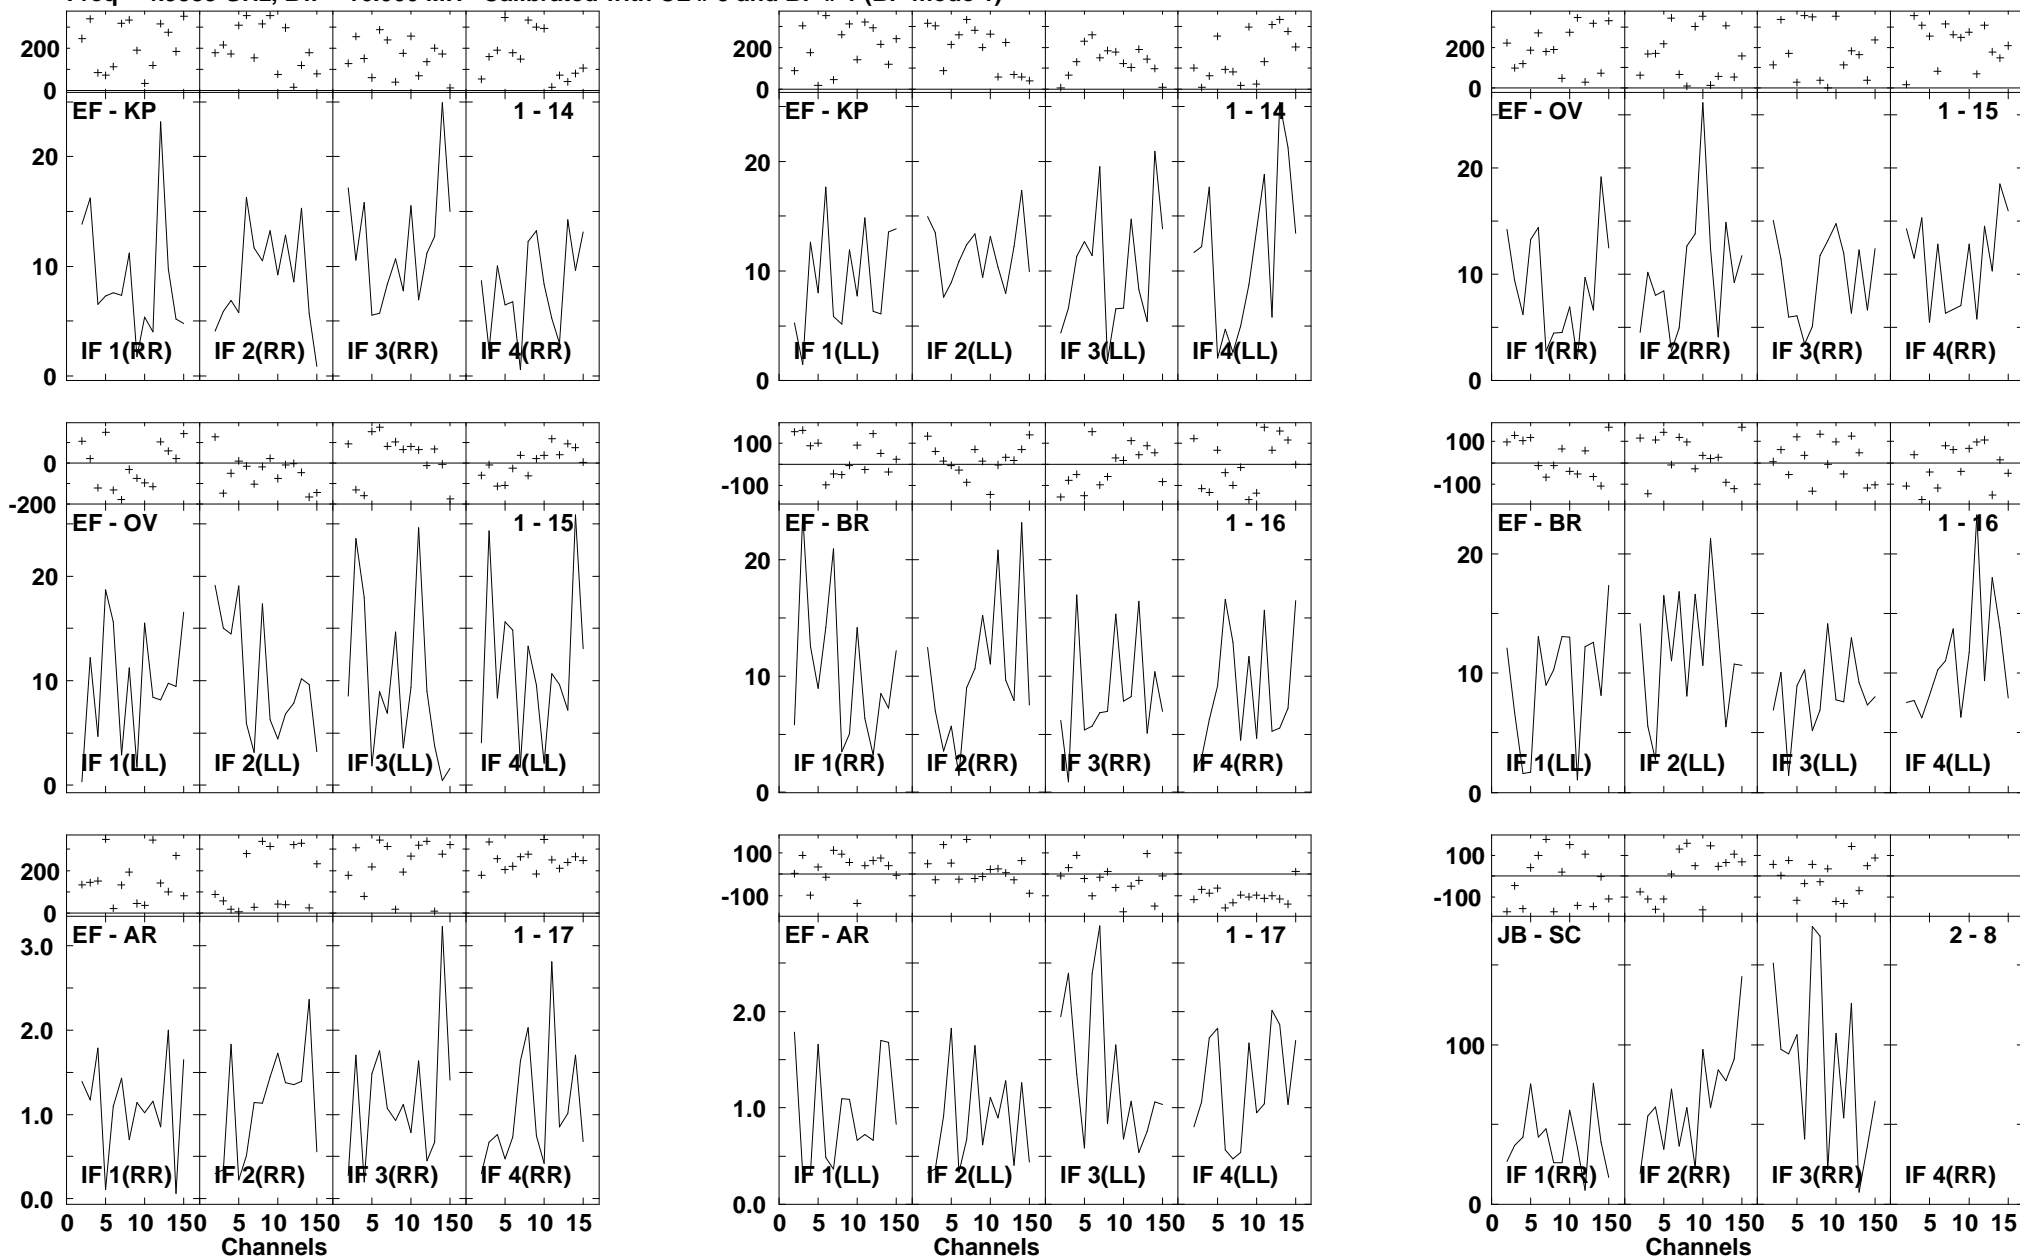 200
0
EF - KP
1 - 14
20
10
0
IF 1(RR)
IF 2(RR)
IF 3(RR)
IF 4(RR)
200
0
EF - KP
1 - 14
20
10
0
IF 1(LL)
IF 2(LL)
IF 3(LL)
IF 4(LL)
200
0
EF - OV
1 - 15
20
10
0
IF 1(RR)
IF 2(RR)
IF 3(RR)
IF 4(RR)
0
-200
EF - OV
1 - 15
20
10
0
IF 1(LL)
IF 2(LL)
IF 3(LL)
IF 4(LL)
100
-100
EF - BR
1 - 16
20
10
0
IF 1(RR)
IF 2(RR)
IF 3(RR)
IF 4(RR)
100
-100
EF - BR
1 - 16
20
10
0
IF 1(LL)
IF 2(LL)
IF 3(LL)
IF 4(LL)
200
0
EF - AR
1 - 17
3.0
2.0
1.0
0.0
IF 1(RR)
IF 2(RR)
IF 3(RR)
IF 4(RR)
0 5 10 150 5 10 150 5 10 150 5 10 15
Channels
100
-100
EF - AR
1 - 17
2.0
1.0
0.0
IF 1(LL)
IF 2(LL)
IF 3(LL)
IF 4(LL)
0 5 10 150 5 10 150 5 10 150 5 10 15
Channels
100
-100
JB - SC
2 - 8
100
0
IF 1(RR)
IF 2(RR)
IF 3(RR)
IF 4(RR)
0 5 10 150 5 10 150 5 10 150 5 10 15
Channels